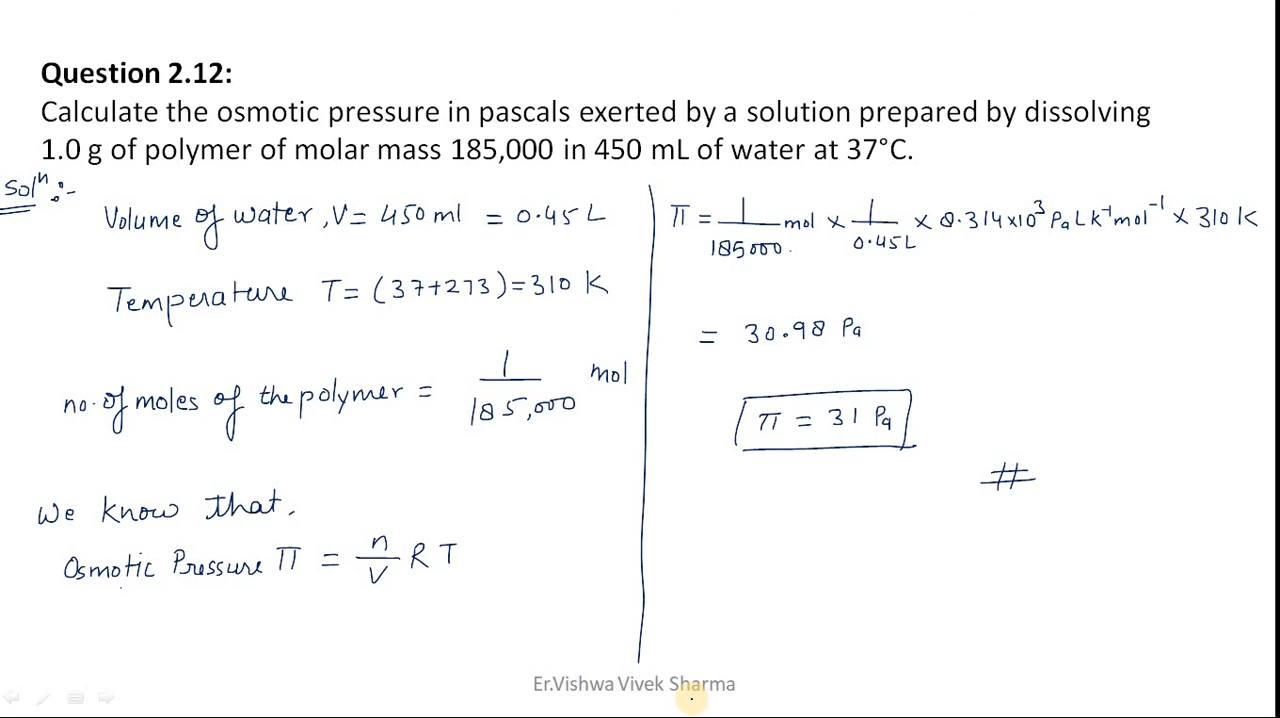 Question 2.12:
Calculate the osmotic pressure in pascals exerted by a solution prepared by dissolving
1.0 g of polymer of molar mass 185,000 in 450 mL of water at 37°C.
Solⁿ :-
Volume of water, V = 450 ml = 0.45 L
Temperature T = (37+273) = 310 K
no. of moles of the polymer = 1/185,000 mol
We know that,
Osmotic Pressure π = n/V R T
π = 1/185000. mol × 1/0.45L × 8.314×10³ Pa L K⁻¹ mol⁻¹ × 310 K
= 30.98 Pa
π = 31 Pa
#
Er.Vishwa Vivek Sharma